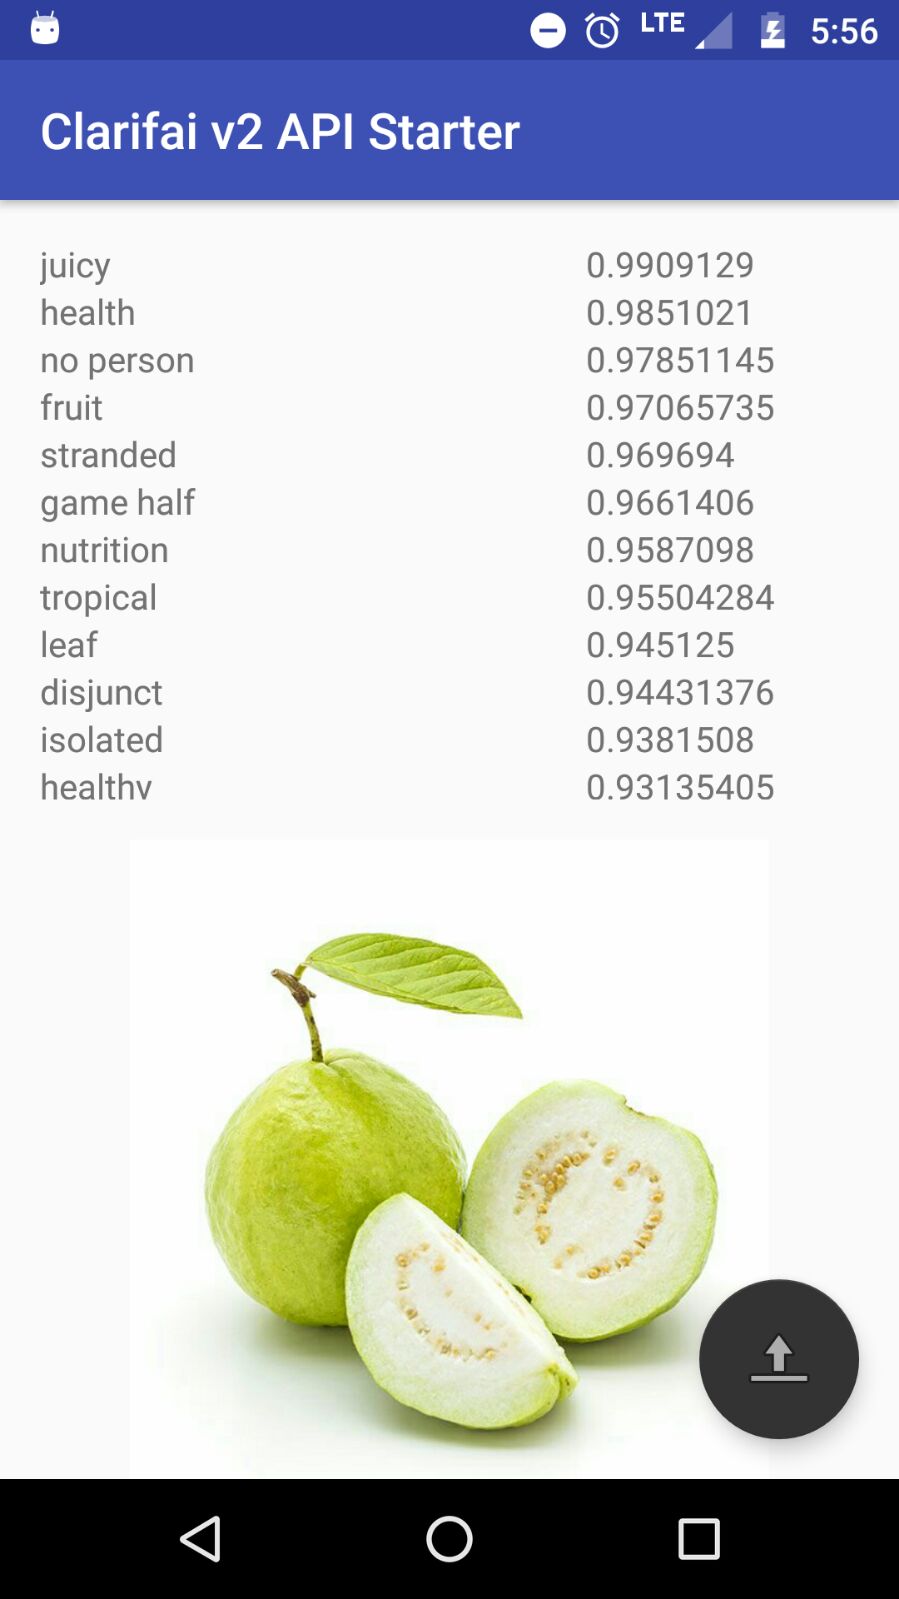 LTE 5:56
Clarifai v2 API Starter
juicy 0.9909129
health 0.9851021
no person 0.97851145
fruit 0.97065735
stranded 0.969694
game half 0.9661406
nutrition 0.9587098
tropical 0.95504284
leaf 0.945125
disjunct 0.94431376
isolated 0.9381508
healthy 0.93135405